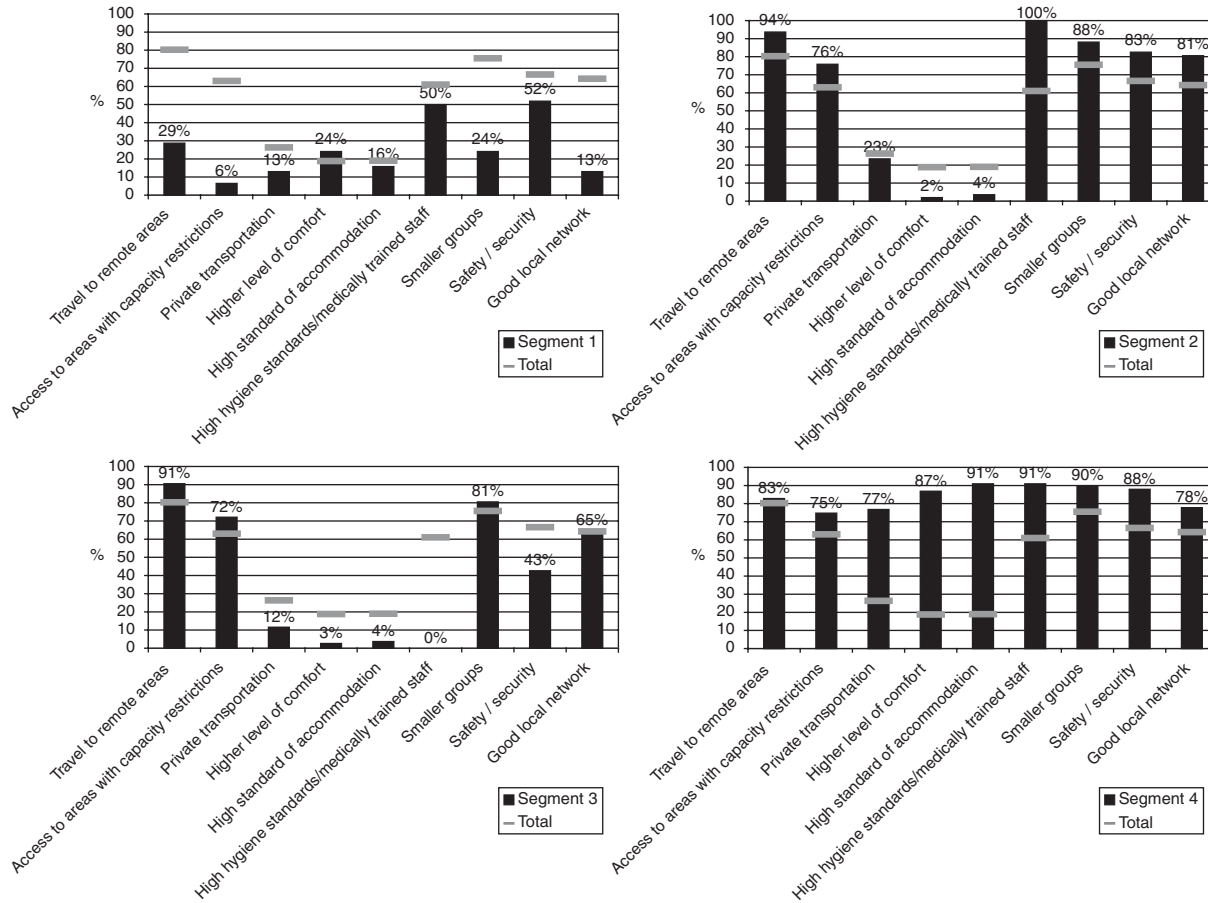 100
90
80
70
60
50
40
30
20
10
0
%
29%
6%
13%
24%
16%
50%
24%
52%
13%
Travel to remote areas
Access to areas with capacity restrictions
Private transportation
Higher level of comfort
High standard of accommodation
High hygiene standards/medically trained staff
Smaller groups
Safety / security
Good local network
Segment 1
Total
100
90
80
70
60
50
40
30
20
10
0
%
94%
76%
23%
2%
4%
100%
88%
83%
81%
Travel to remote areas
Access to areas with capacity restrictions
Private transportation
Higher level of comfort
High standard of accommodation
High hygiene standards/medically trained staff
Smaller groups
Safety / security
Good local network
Segment 2
Total
100
90
80
70
60
50
40
30
20
10
0
%
91%
72%
12%
3%
4%
0%
81%
43%
65%
Travel to remote areas
Access to areas with capacity restrictions
Private transportation
Higher level of comfort
High standard of accommodation
High hygiene standards/medically trained staff
Smaller groups
Safety / security
Good local network
Segment 3
Total
100
90
80
70
60
50
40
30
20
10
0
%
83%
75%
77%
87%
91%
91%
90%
88%
78%
Travel to remote areas
Access to areas with capacity restrictions
Private transportation
Higher level of comfort
High standard of accommodation
High hygiene standards/medically trained staff
Smaller groups
Safety / security
Good local network
Segment 4
Total